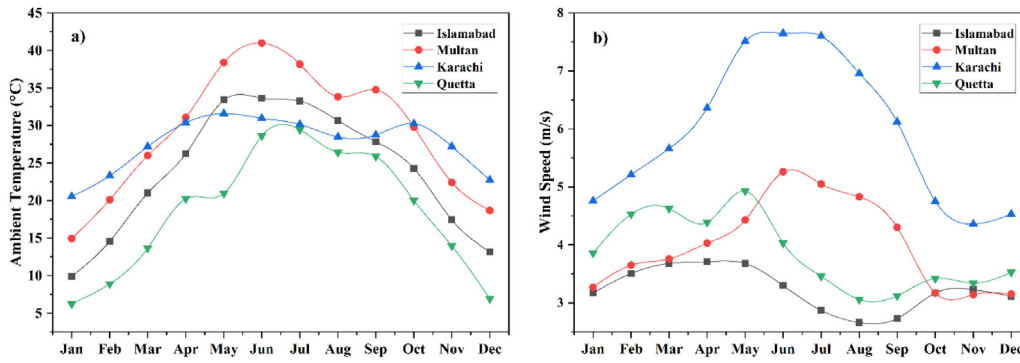 a)
Islamabad
Multan
Karachi
Quetta
Ambient Temperature (°C)
45
40
35
30
25
20
15
10
5
Jan Feb Mar Apr May Jun Jul Aug Sep Oct Nov Dec
b)
Islamabad
Multan
Karachi
Quetta
Wind Speed (m/s)
8
7
6
5
4
3
Jan Feb Mar Apr May Jun Jul Aug Sep Oct Nov Dec